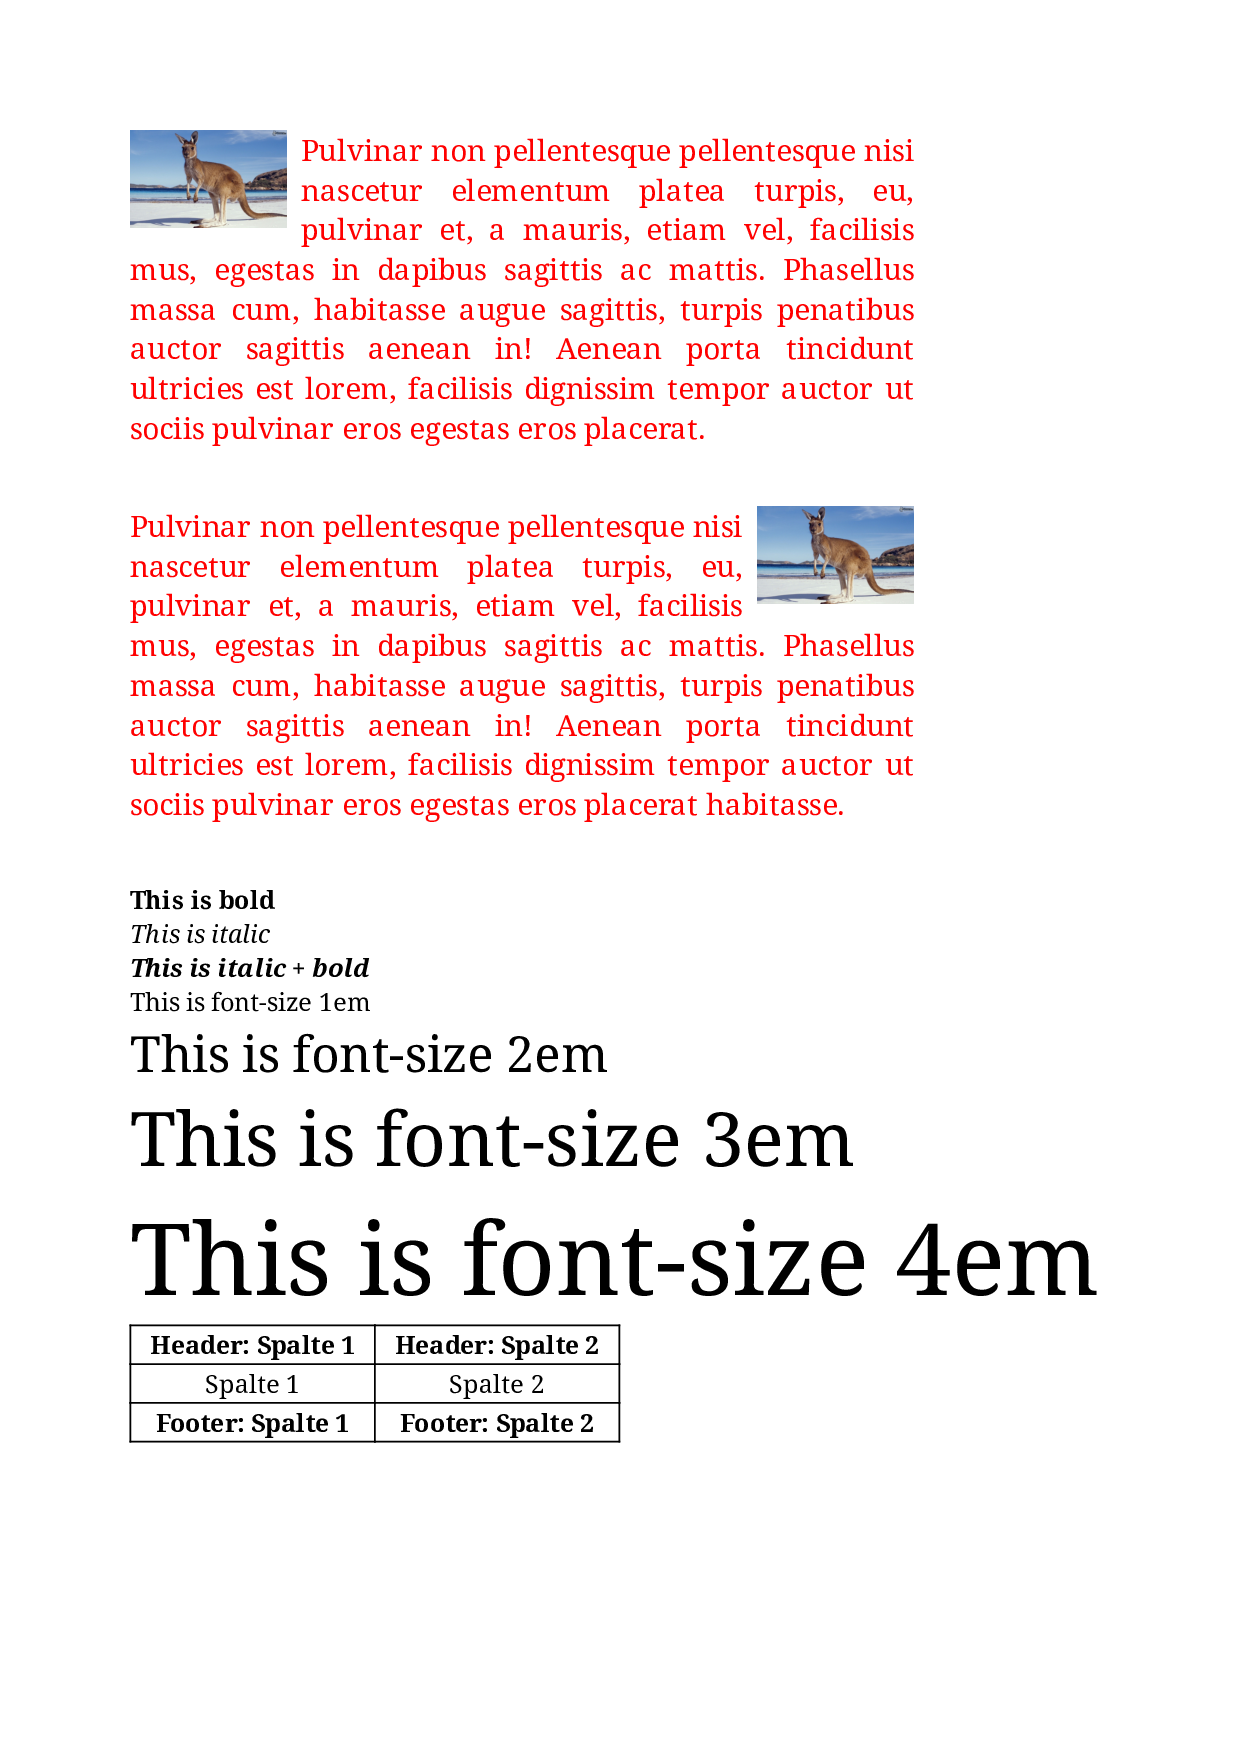 Pulvinar non pellentesque pellentesque nisi
nascetur elementum platea turpis, eu,
pulvinar et, a mauris, etiam vel, facilisis
mus, egestas in dapibus sagittis ac mattis. Phasellus
massa cum, habitasse augue sagittis, turpis penatibus
auctor sagittis aenean in! Aenean porta tincidunt
ultricies est lorem, facilisis dignissim tempor auctor ut
sociis pulvinar eros egestas eros placerat.
Pulvinar non pellentesque pellentesque nisi
nascetur elementum platea turpis, eu,
pulvinar et, a mauris, etiam vel, facilisis
mus, egestas in dapibus sagittis ac mattis. Phasellus
massa cum, habitasse augue sagittis, turpis penatibus
auctor sagittis aenean in! Aenean porta tincidunt
ultricies est lorem, facilisis dignissim tempor auctor ut
sociis pulvinar eros egestas eros placerat habitasse.
This is bold
This is italic
This is italic + bold
This is font-size 1em
This is font-size 2em
This is font-size 3em
This is font-size 4em
Header: Spalte 1 Header: Spalte 2
Spalte 1 Spalte 2
Footer: Spalte 1 Footer: Spalte 2